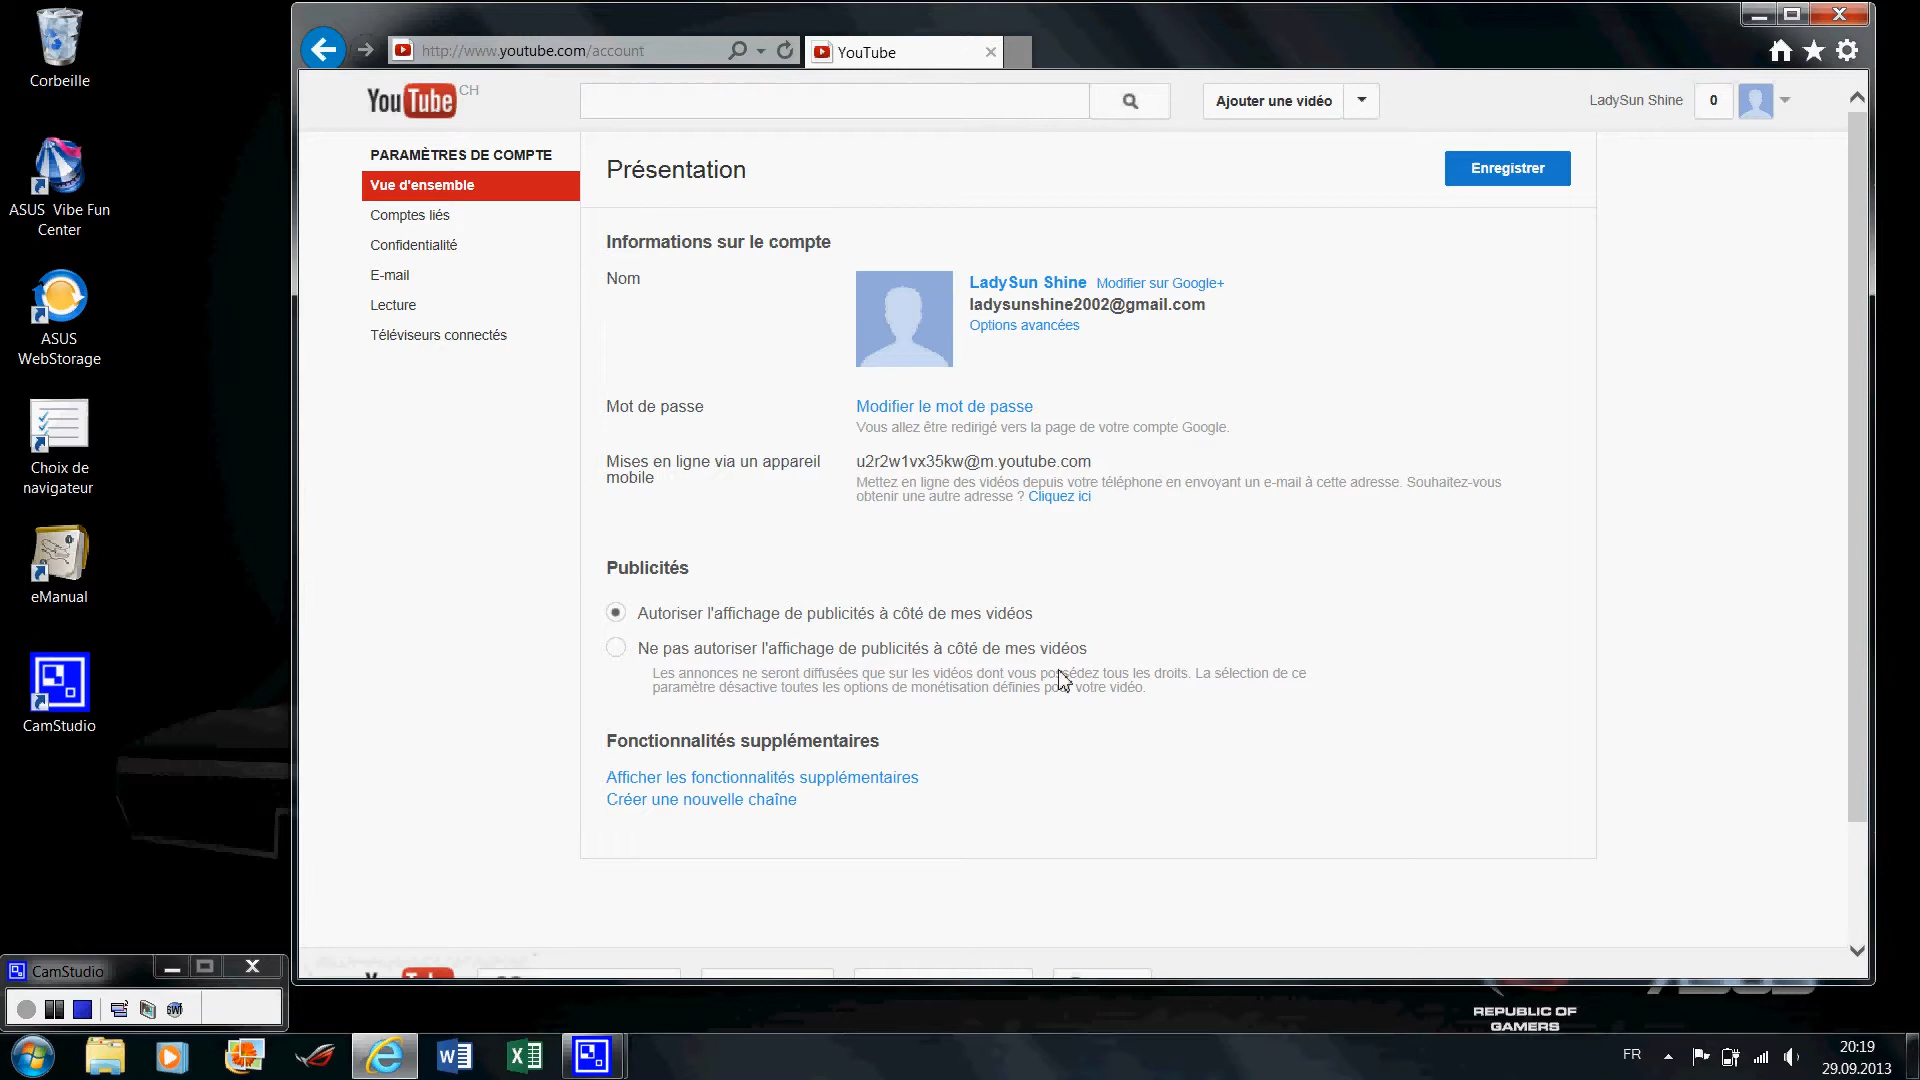 Corbeille
ASUS Vibe Fun
Center
ASUS
WebStorage
Choix de
navigateur
eManual
CamStudio
http://www.youtube.com/account
YouTube
YouTube CH
Ajouter une vidéo
LadySun Shine
0
PARAMÈTRES DE COMPTE
Vue d'ensemble
Comptes liés
Confidentialité
E-mail
Lecture
Téléviseurs connectés
Présentation
Enregistrer
Informations sur le compte
Nom
LadySun Shine Modifier sur Google+
ladysunshine2002@gmail.com
Options avancées
Mot de passe
Modifier le mot de passe
Vous allez être redirigé vers la page de votre compte Google.
Mises en ligne via un appareil
mobile
u2r2w1vx35kw@m.youtube.com
Mettez en ligne des vidéos depuis votre téléphone en envoyant un e-mail à cette adresse. Souhaitez-vous
obtenir une autre adresse ? Cliquez ici
Publicités
Autoriser l'affichage de publicités à côté de mes vidéos
Ne pas autoriser l'affichage de publicités à côté de mes vidéos
Les annonces ne seront diffusées que sur les vidéos dont vous possédez tous les droits. La sélection de ce
paramètre désactive toutes les options de monétisation définies pour votre vidéo.
Fonctionnalités supplémentaires
Afficher les fonctionnalités supplémentaires
Créer une nouvelle chaîne
CamStudio
REPUBLIC OF
GAMERS
FR
20:19
29.09.2013